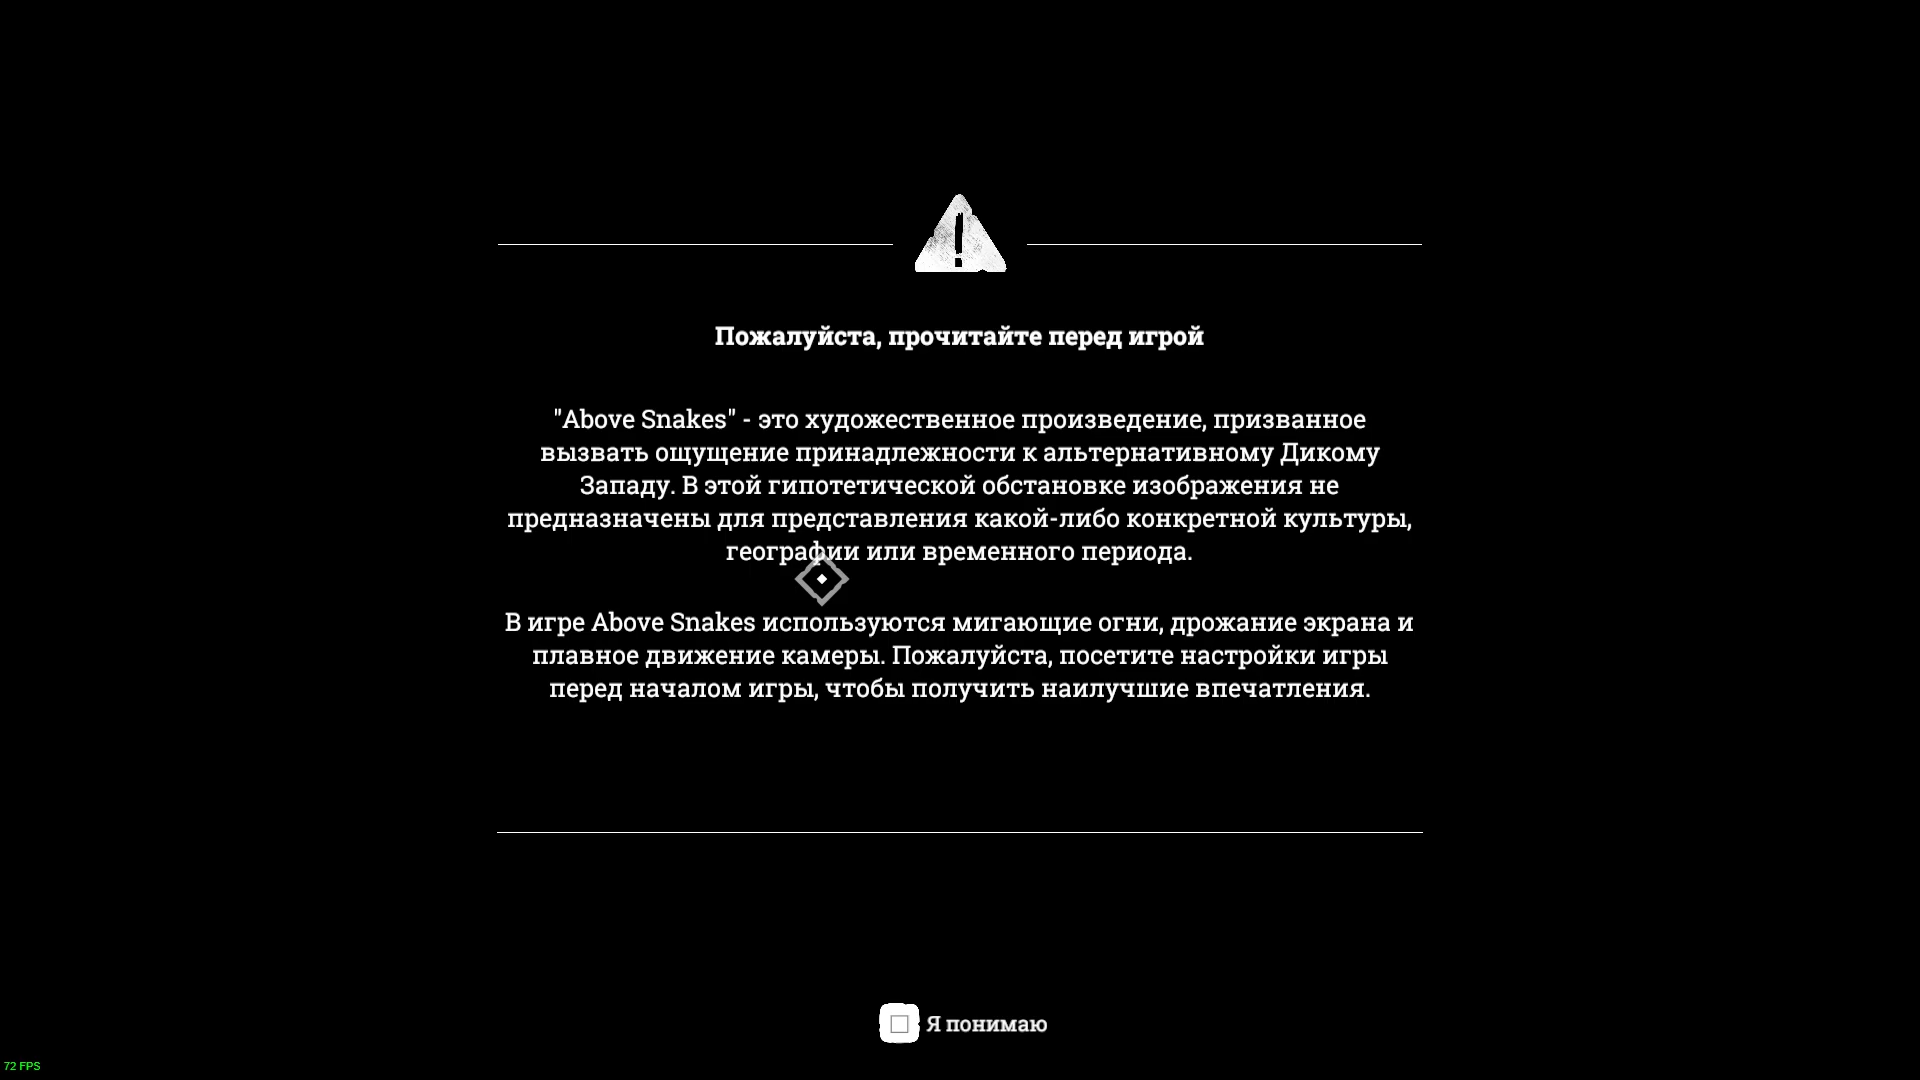 Пожалуйста, прочитайте перед игрой
"Above Snakes" - это художественное произведение, призванное
вызвать ощущение принадлежности к альтернативному Дикому
Западу. В этой гипотетической обстановке изображения не
предназначены для представления какой-либо конкретной культуры,
географии или временного периода.
В игре Above Snakes используются мигающие огни, дрожание экрана и
плавное движение камеры. Пожалуйста, посетите настройки игры
перед началом игры, чтобы получить наилучшие впечатления.
Я понимаю
72 FPS